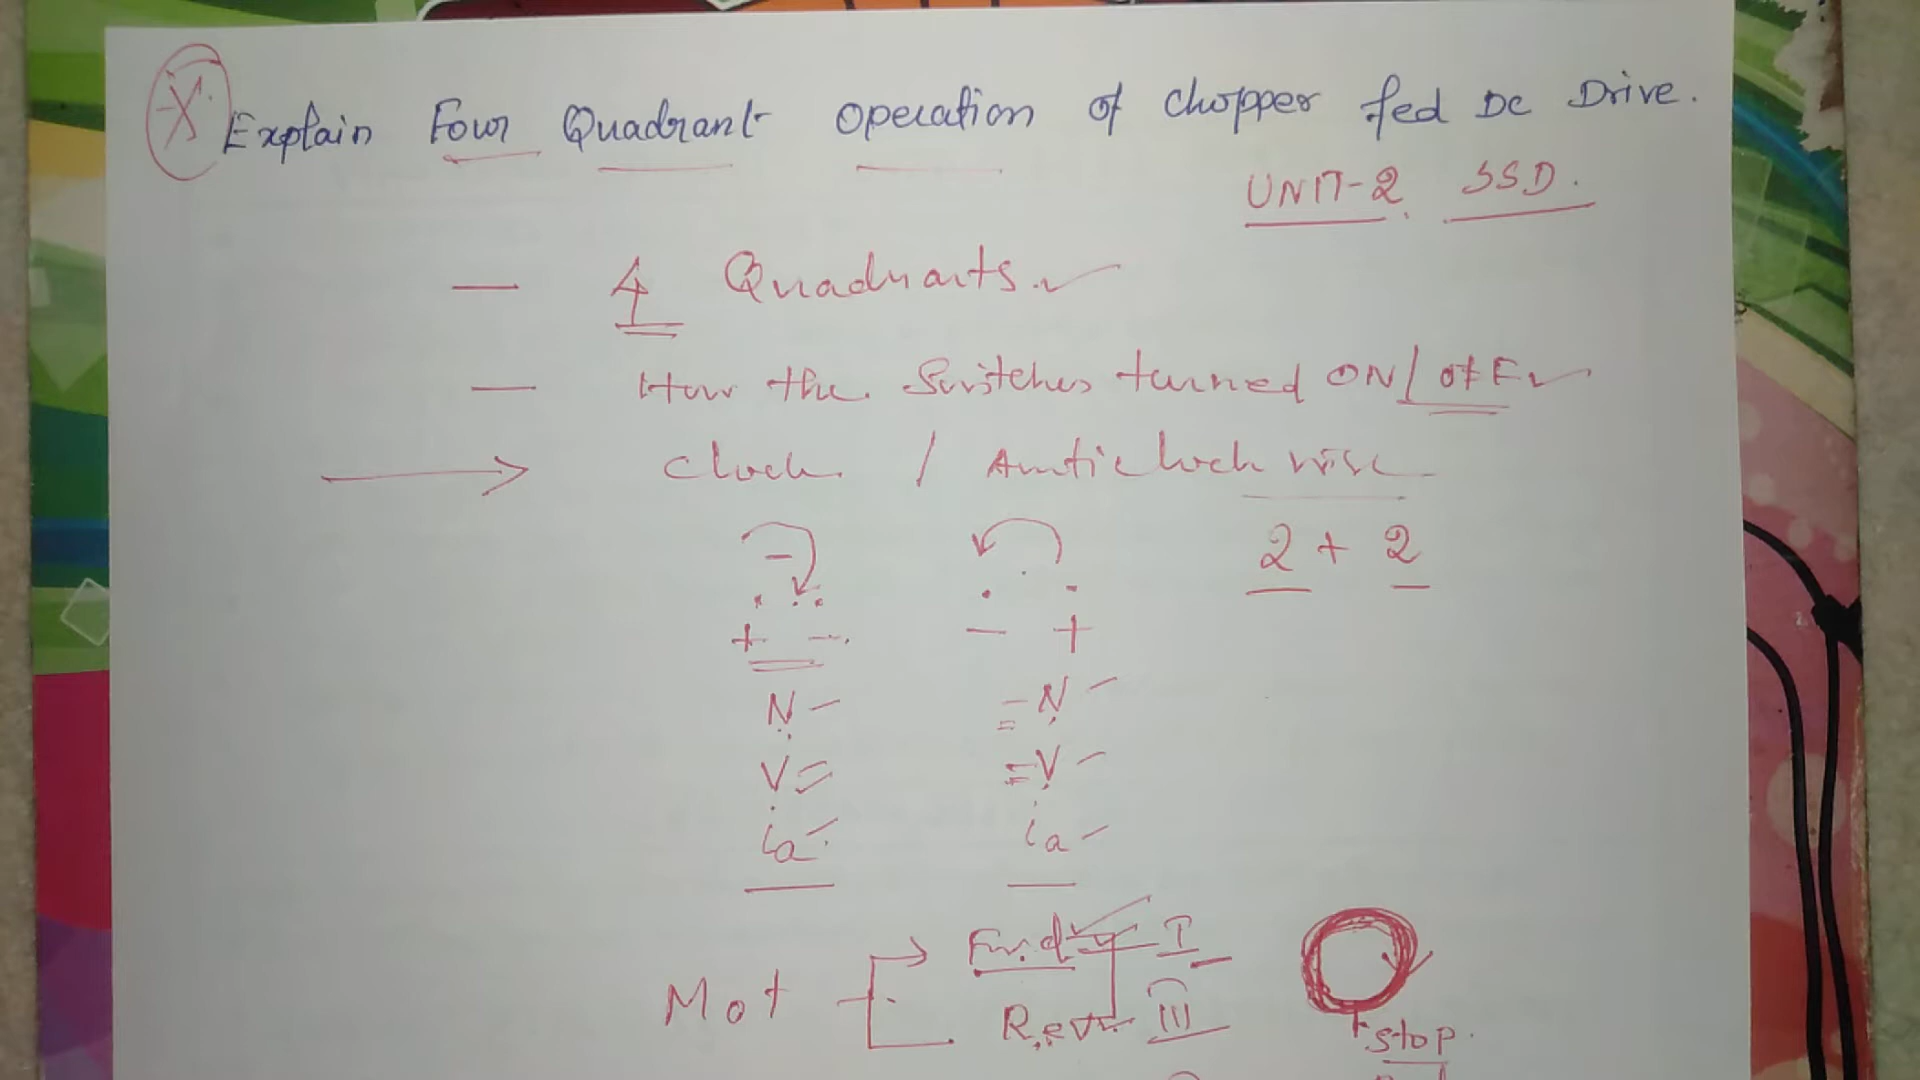 Explain Four Quadrant Operation of Chopper fed Dc Drive.
UNIT-2 SSD.
— 4 Quadrants.
— How the Switches turned ON/OFF
→ Clock / Anticlock wise
2 + 2
+ − − +
N −N
V −V
ia ia
Mot Fwd I
Rev III
stop.